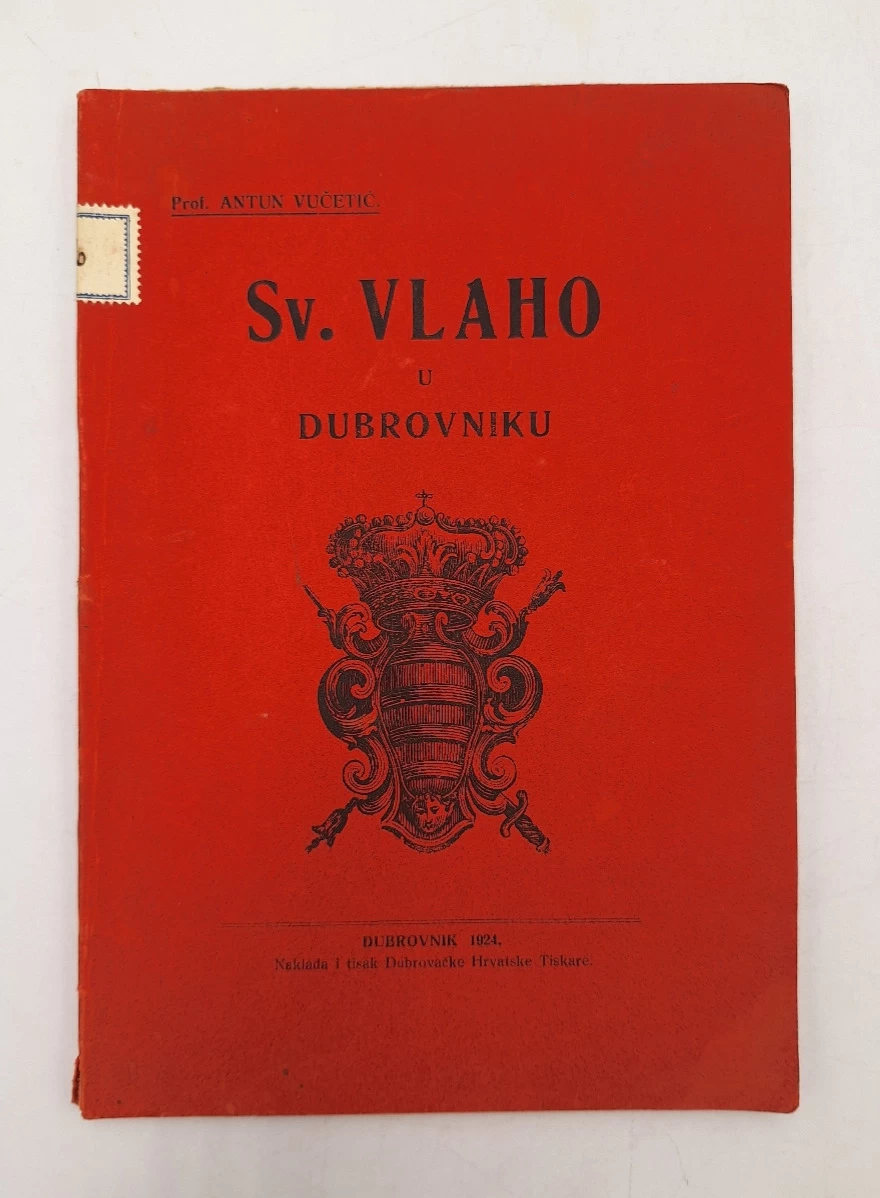 Prof. ANTUN VUČETIĆ.
Sv. VLAHO
U
DUBROVNIKU
DUBROVNIK 1924.
Naklada i tisak Dubrovačke Hrvatske Tiskare.